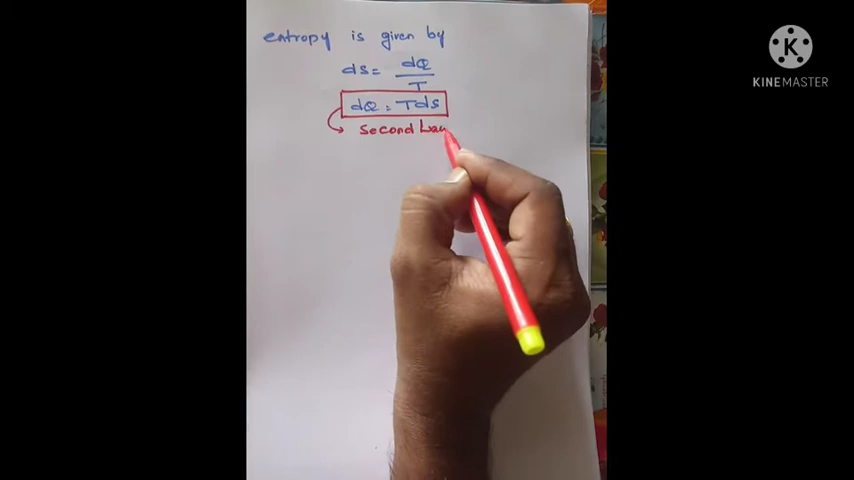 entropy is given by
ds = dQ / T
dQ = Tds
Second Law
KINEMASTER